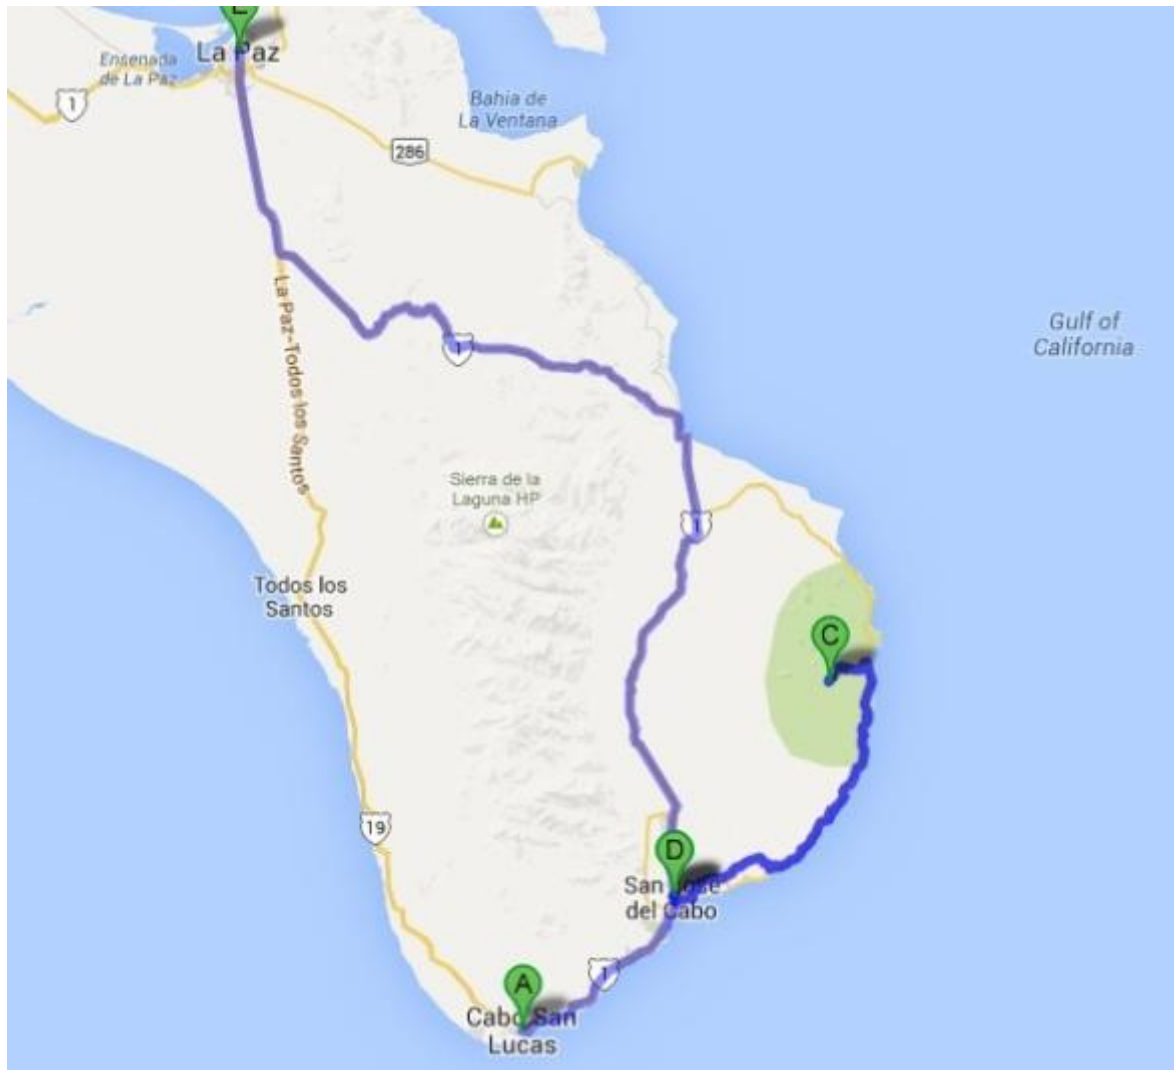 E
La Paz
Ensenada
de La Paz
1
Bahia de
La Ventana
286
La Paz-Todos los Santos
1
Gulf of
California
Sierra de la
Laguna HP
1
Todos los
Santos
C
19
D
San José
del Cabo
1
A
Cabo San
Lucas